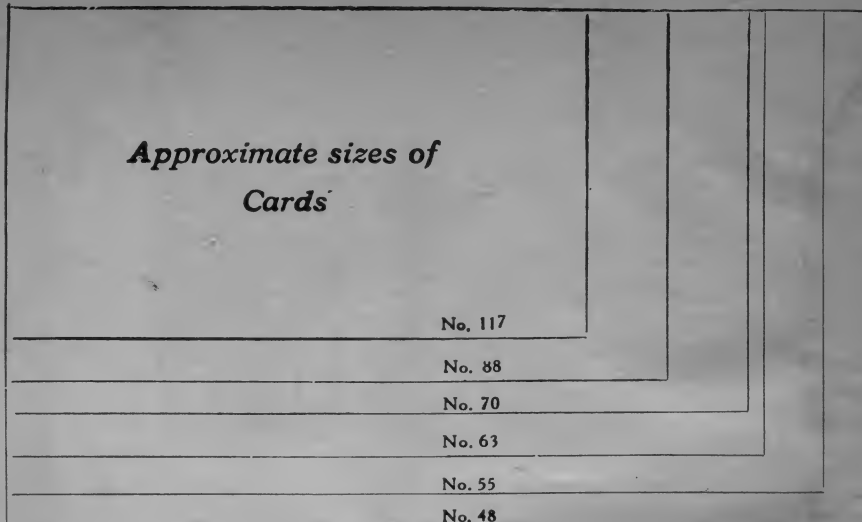 Approximate sizes of
Cards
No. 117
No. 88
No. 70
No. 63
No. 55
No. 48